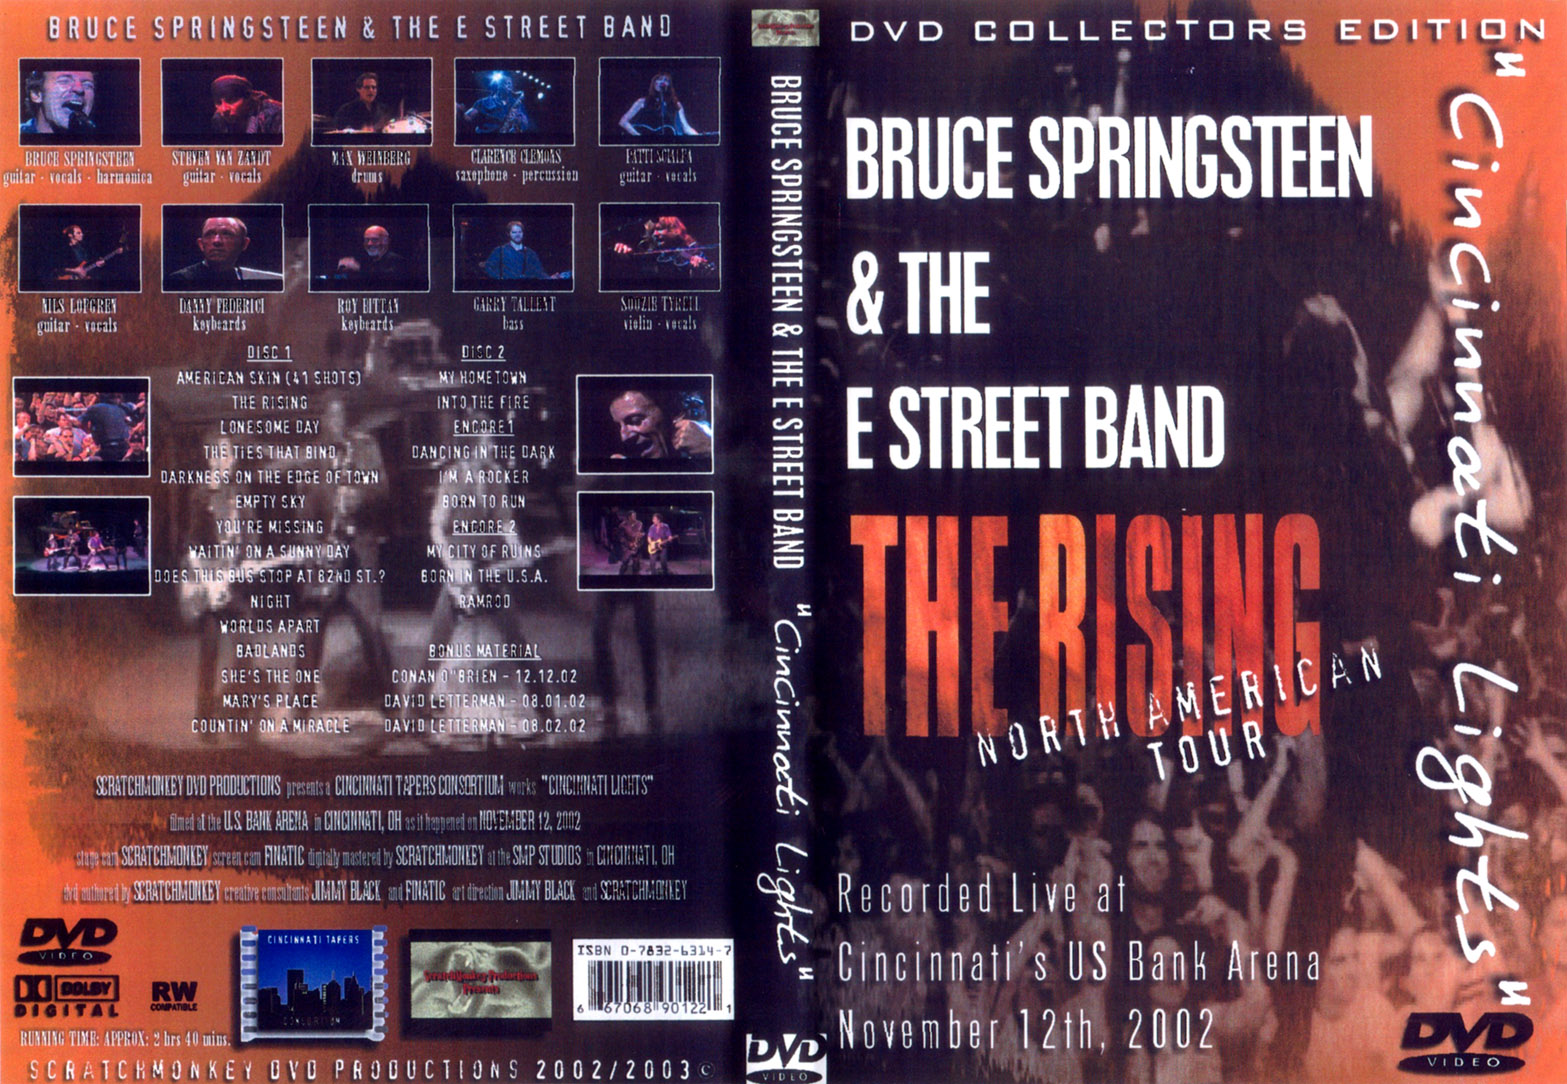 BRUCE SPRINGSTEEN & THE E STREET BAND
BRUCE SPRINGSTEEN
guitar - vocals - harmonica
STEVEN VAN ZANDT
guitar - vocals
MAX WEINBERG
drums
CLARENCE CLEMONS
saxophone - percussion
PATTI SCIALFA
guitar - vocals
NILS LOFGREN
guitar - vocals
DANNY FEDERICI
keyboards
ROY BITTAN
keyboards
GARRY TALLENT
bass
SOOZIE TYRELL
violin - vocals
DISC 1
AMERICAN SKIN (41 SHOTS)
THE RISING
LONESOME DAY
THE TIES THAT BIND
DARKNESS ON THE EDGE OF TOWN
EMPTY SKY
YOU'RE MISSING
WAITIN' ON A SUNNY DAY
DOES THIS BUS STOP AT 82ND ST.?
NIGHT
WORLDS APART
BADLANDS
SHE'S THE ONE
MARY'S PLACE
COUNTIN' ON A MIRACLE
DISC 2
MY HOMETOWN
INTO THE FIRE
ENCORE 1
DANCING IN THE DARK
I'M A ROCKER
BORN TO RUN
ENCORE 2
MY CITY OF RUINS
BORN IN THE U.S.A.
RAMROD
BONUS MATERIAL
CONAN O"BRIEN - 12.12.02
DAVID LETTERMAN - 08.01.02
DAVID LETTERMAN - 08.02.02
SCRATCHMONKEY DVD PRODUCTIONS presents a CINCINNATI TAPERS CONSORTIUM works "CINCINNATI LIGHTS"
filmed at the U.S. BANK ARENA in CINCINNATI, OH as it happened on NOVEMBER 12, 2002
stage cam SCRATCHMONKEY screen cam FINATIC digitally mastered by SCRATCHMONKEY at the SMP STUDIOS in CINCINNATI, OH
dvd authored by SCRATCHMONKEY creative consultants JIMMY BLACK and FINATIC art direction JIMMY BLACK and SCRATCHMONKEY
DVD
VIDEO
DOLBY
DIGITAL
RW
COMPATIBLE
CINCINNATI TAPERS
CONSORTIUM
ScratchMonkey Productions
Presents
ISBN 0-7832-6314-7
6 67068 90122 1
RUNNING TIME: APPROX: 2 hrs 40 mins.
SCRATCHMONKEY DVD PRODUCTIONS 2002/2003 ©
BRUCE SPRINGSTEEN & THE E STREET BAND
"Cincinnati Lights"
DVD
VIDEO
DVD COLLECTORS EDITION
BRUCE SPRINGSTEEN
& THE
E STREET BAND
THE RISING
NORTH AMERICAN
TOUR
"Cincinnati Lights"
Recorded Live at
Cincinnati's US Bank Arena
November 12th, 2002
DVD
VIDEO